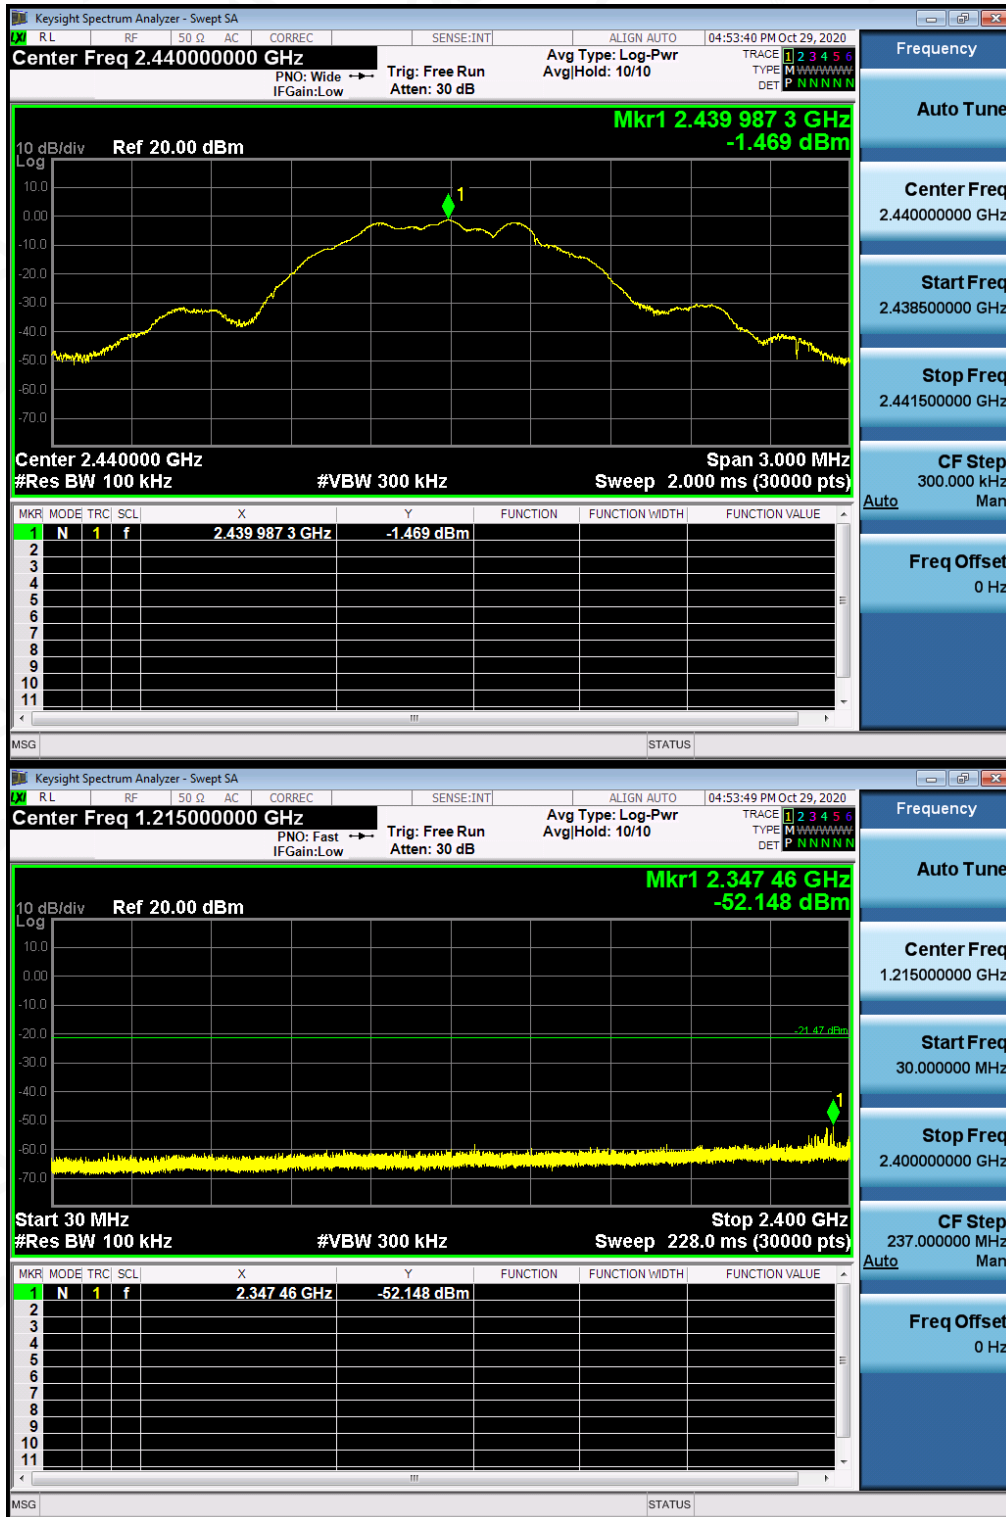 Keysight Spectrum Analyzer - Swept SA
LXI RL RF 50 Ω AC CORREC SENSE:INT ALIGN AUTO 04:53:40 PM Oct 29, 2020
Center Freq 2.440000000 GHz
PNO: Wide
IFGain:Low
Trig: Free Run
Atten: 30 dB
Avg Type: Log-Pwr
Avg|Hold: 10/10
TRACE 1 2 3 4 5 6
TYPE M WWWWW
DET P N N N N N
Mkr1 2.439 987 3 GHz
-1.469 dBm
10 dB/div Ref 20.00 dBm
Log
10.0
0.00
-10.0
-20.0
-30.0
-40.0
-50.0
-60.0
-70.0
1
Center 2.440000 GHz Span 3.000 MHz
#Res BW 100 kHz #VBW 300 kHz Sweep 2.000 ms (30000 pts)
MKR MODE TRC SCL X Y FUNCTION FUNCTION WIDTH FUNCTION VALUE
1 N 1 f 2.439 987 3 GHz -1.469 dBm
2
3
4
5
6
7
8
9
10
11
MSG STATUS
Frequency
Auto Tune
Center Freq
2.440000000 GHz
Start Freq
2.438500000 GHz
Stop Freq
2.441500000 GHz
CF Step
300.000 kHz
Auto Man
Freq Offset
0 Hz
Keysight Spectrum Analyzer - Swept SA
LXI RL RF 50 Ω AC CORREC SENSE:INT ALIGN AUTO 04:53:49 PM Oct 29, 2020
Center Freq 1.215000000 GHz
PNO: Fast
IFGain:Low
Trig: Free Run
Atten: 30 dB
Avg Type: Log-Pwr
Avg|Hold: 10/10
TRACE 1 2 3 4 5 6
TYPE M WWWWW
DET P N N N N N
Mkr1 2.347 46 GHz
-52.148 dBm
10 dB/div Ref 20.00 dBm
Log
10.0
0.00
-10.0
-20.0
-30.0
-40.0
-50.0
-60.0
-70.0
-21.47 dBm
1
Start 30 MHz Stop 2.400 GHz
#Res BW 100 kHz #VBW 300 kHz Sweep 228.0 ms (30000 pts)
MKR MODE TRC SCL X Y FUNCTION FUNCTION WIDTH FUNCTION VALUE
1 N 1 f 2.347 46 GHz -52.148 dBm
2
3
4
5
6
7
8
9
10
11
MSG STATUS
Frequency
Auto Tune
Center Freq
1.215000000 GHz
Start Freq
30.000000 MHz
Stop Freq
2.400000000 GHz
CF Step
237.000000 MHz
Auto Man
Freq Offset
0 Hz